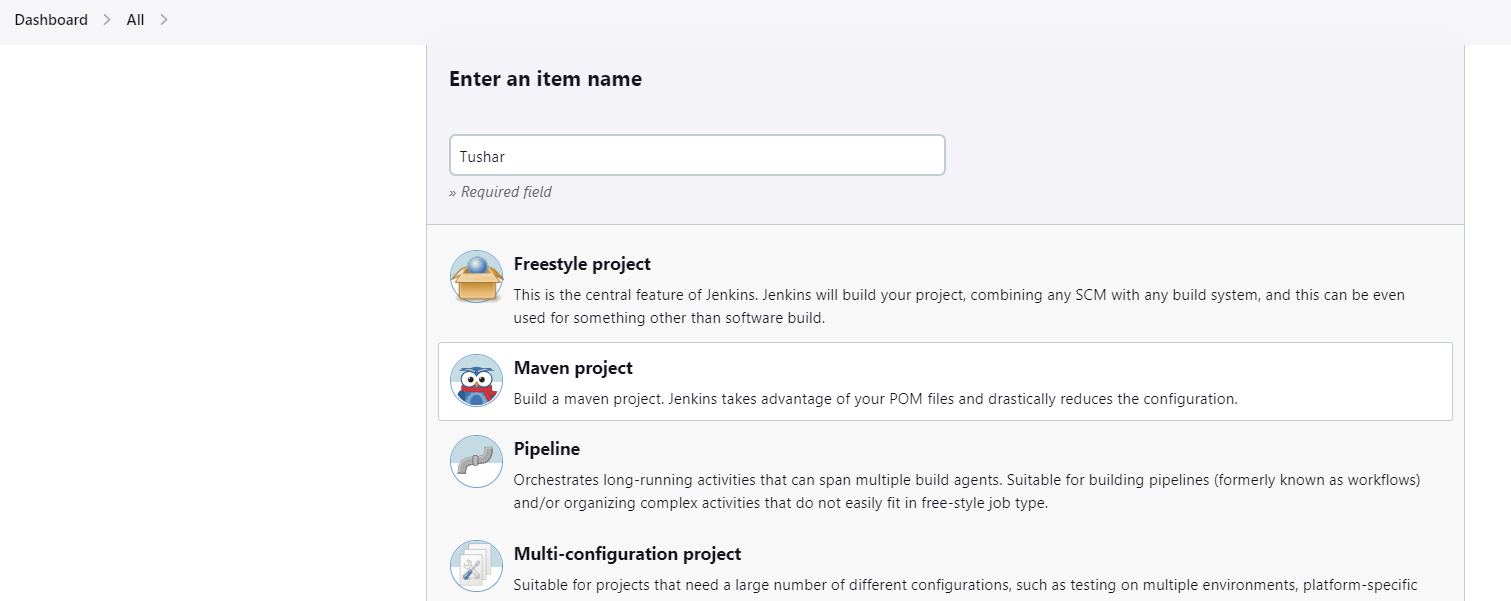 Dashboard > All >
Enter an item name
Tushar
» Required field
Freestyle project
This is the central feature of Jenkins. Jenkins will build your project, combining any SCM with any build system, and this can be even
used for something other than software build.
Maven project
Build a maven project. Jenkins takes advantage of your POM files and drastically reduces the configuration.
Pipeline
Orchestrates long-running activities that can span multiple build agents. Suitable for building pipelines (formerly known as workflows)
and/or organizing complex activities that do not easily fit in free-style job type.
Multi-configuration project
Suitable for projects that need a large number of different configurations, such as testing on multiple environments, platform-specific